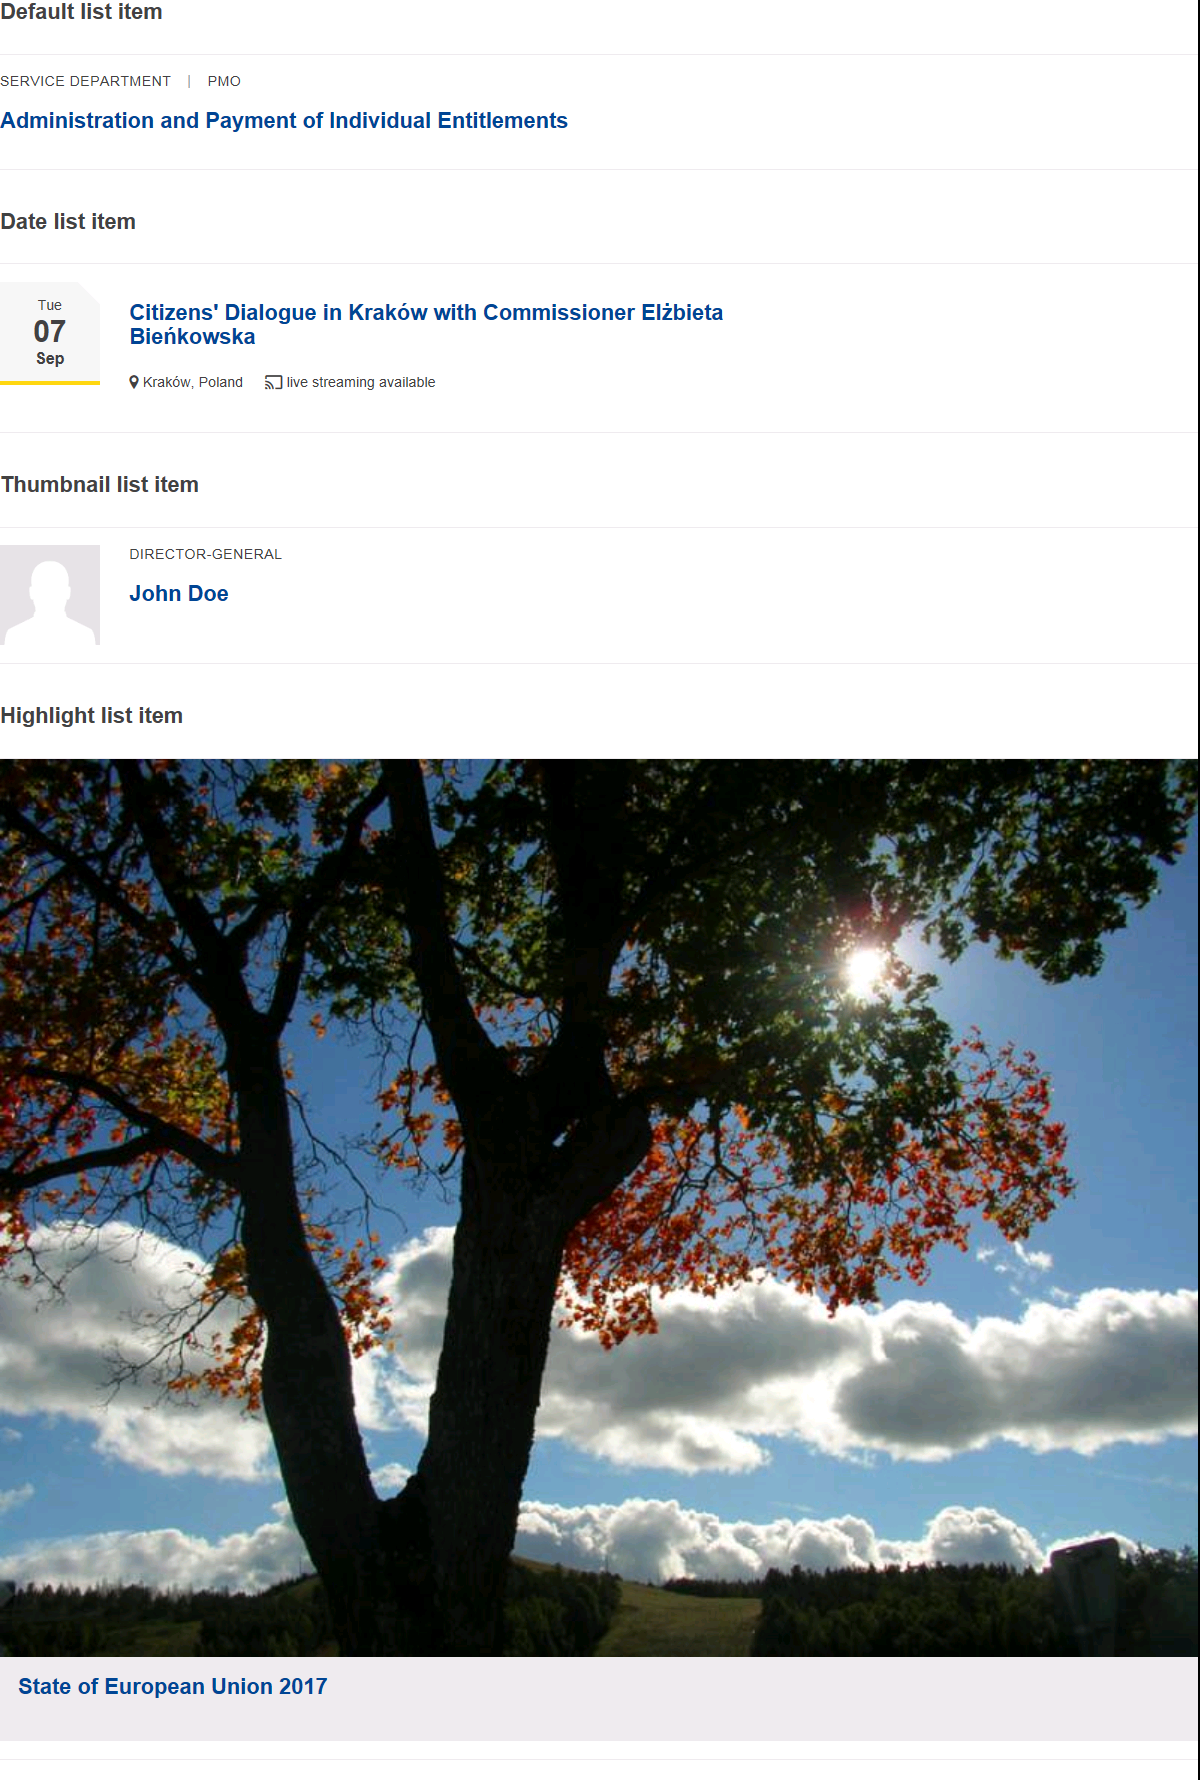 Default list item
SERVICE DEPARTMENT | PMO
Administration and Payment of Individual Entitlements
Date list item
Tue
07
Sep
Citizens' Dialogue in Kraków with Commissioner Elżbieta
Bieńkowska
Kraków, Poland live streaming available
Thumbnail list item
DIRECTOR-GENERAL
John Doe
Highlight list item
State of European Union 2017